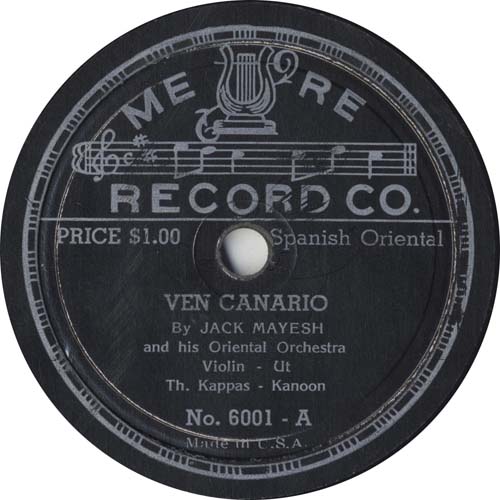 ME RE
RECORD CO.
PRICE $1.00 Spanish Oriental
VEN CANARIO
By JACK MAYESH
and his Oriental Orchestra
Violin - Ut
Th. Kappas - Kanoon
No. 6001 - A
Made in U.S.A.